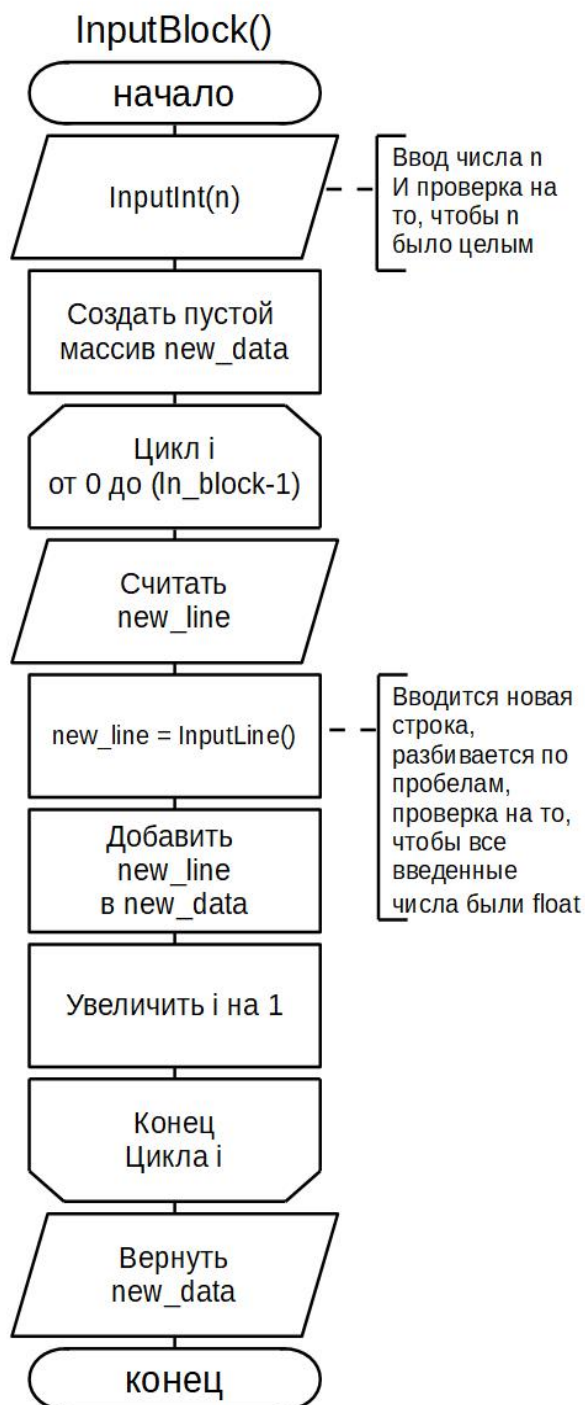 InputBlock()
начало
InputInt(n)
Ввод числа n
И проверка на
то, чтобы n
было целым
Создать пустой
массив new_data
Цикл i
от 0 до (ln_block-1)
Считать
new_line
new_line = InputLine()
Вводится новая
строка,
разбивается по
пробелам,
проверка на то,
чтобы все
введенные
числа были float
Добавить
new_line
в new_data
Увеличить i на 1
Конец
Цикла i
Вернуть
new_data
конец